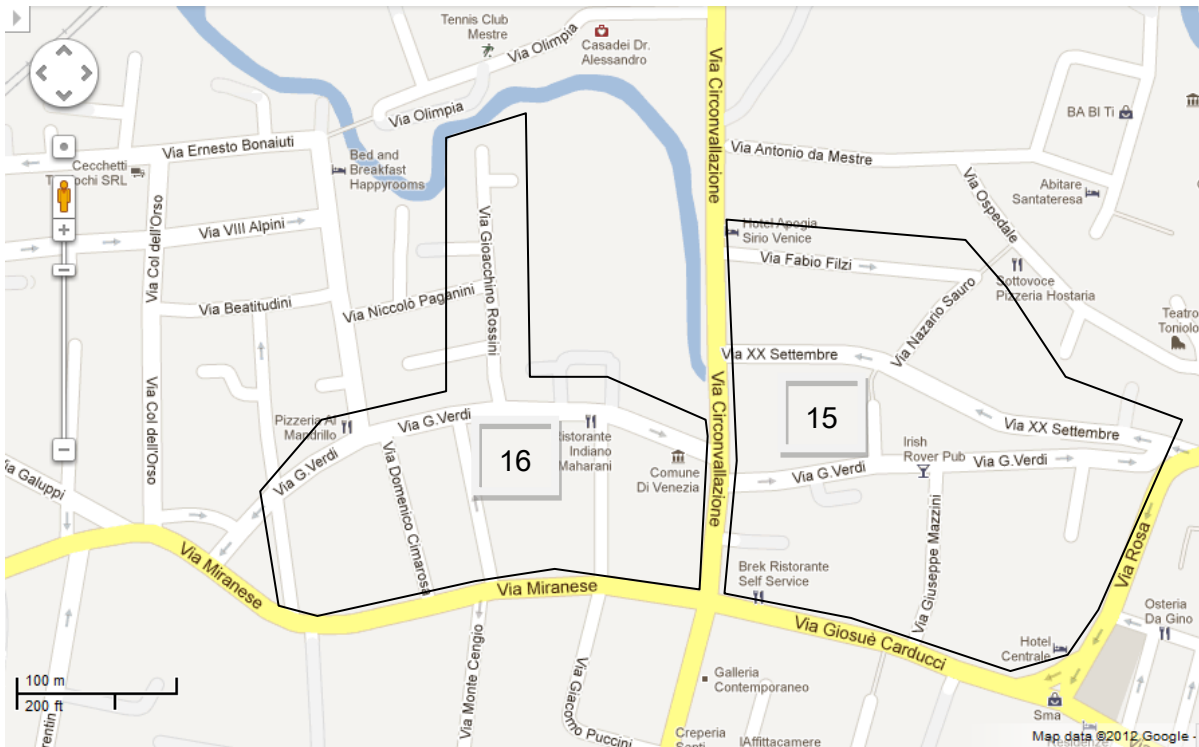 Tennis Club
Mestre
Via Olimpia
Casadei Dr.
Alessandro
Via Circonvallazione
BA BI Ti
Via Olimpia
Via Ernesto Bonaiuti
Cecchetti
Bed and
Breakfast
Happyrooms
Via Antonio da Mestre
Via Ospedale
Abitare
Santateresa
Via Col dell'Orso
Via VIII Alpini
Via Gioacchino Rossini
Hotel Apogia
Sirio Venice
Via Fabio Filzi
Sottovoce
Pizzeria Hostaria
Via Nazario Sauro
Via Beatitudini
Via Niccolò Paganini
Teatro
Toniolo
Via XX Settembre
Via Col dell'Orso
Via Circonvallazione
Pizzeria Al
Mandrillo
Via G.Verdi
15
16
Ristorante
Indiano
Maharani
Via XX Settembre
Irish
Rover Pub
Via G.Verdi
Via G.Verdi
Via G.Verdi
Comune
Di Venezia
Via Galuppi
Via Domenico Cimarosa
Via Giuseppe Mazzini
Via Rosa
Via Miranese
Via Miranese
Brek Ristorante
Self Service
Via Giosuè Carducci
Osteria
Da Gino
Hotel
Centrale
Via Monte Cengio
Via Giacomo Puccini
Galleria
Contemporaneo
100 m
200 ft
Sma
Creperia
lAffittacamere
Map data ©2012 Google -